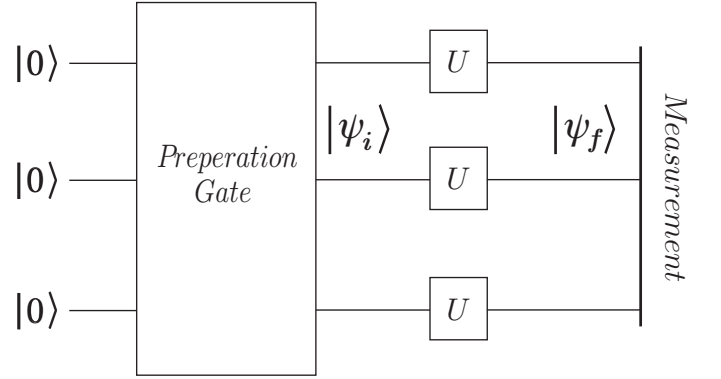 |0⟩
U
|ψ_i⟩
|ψ_f⟩
Preperation
Gate
|0⟩
U
|0⟩
U
Measurement